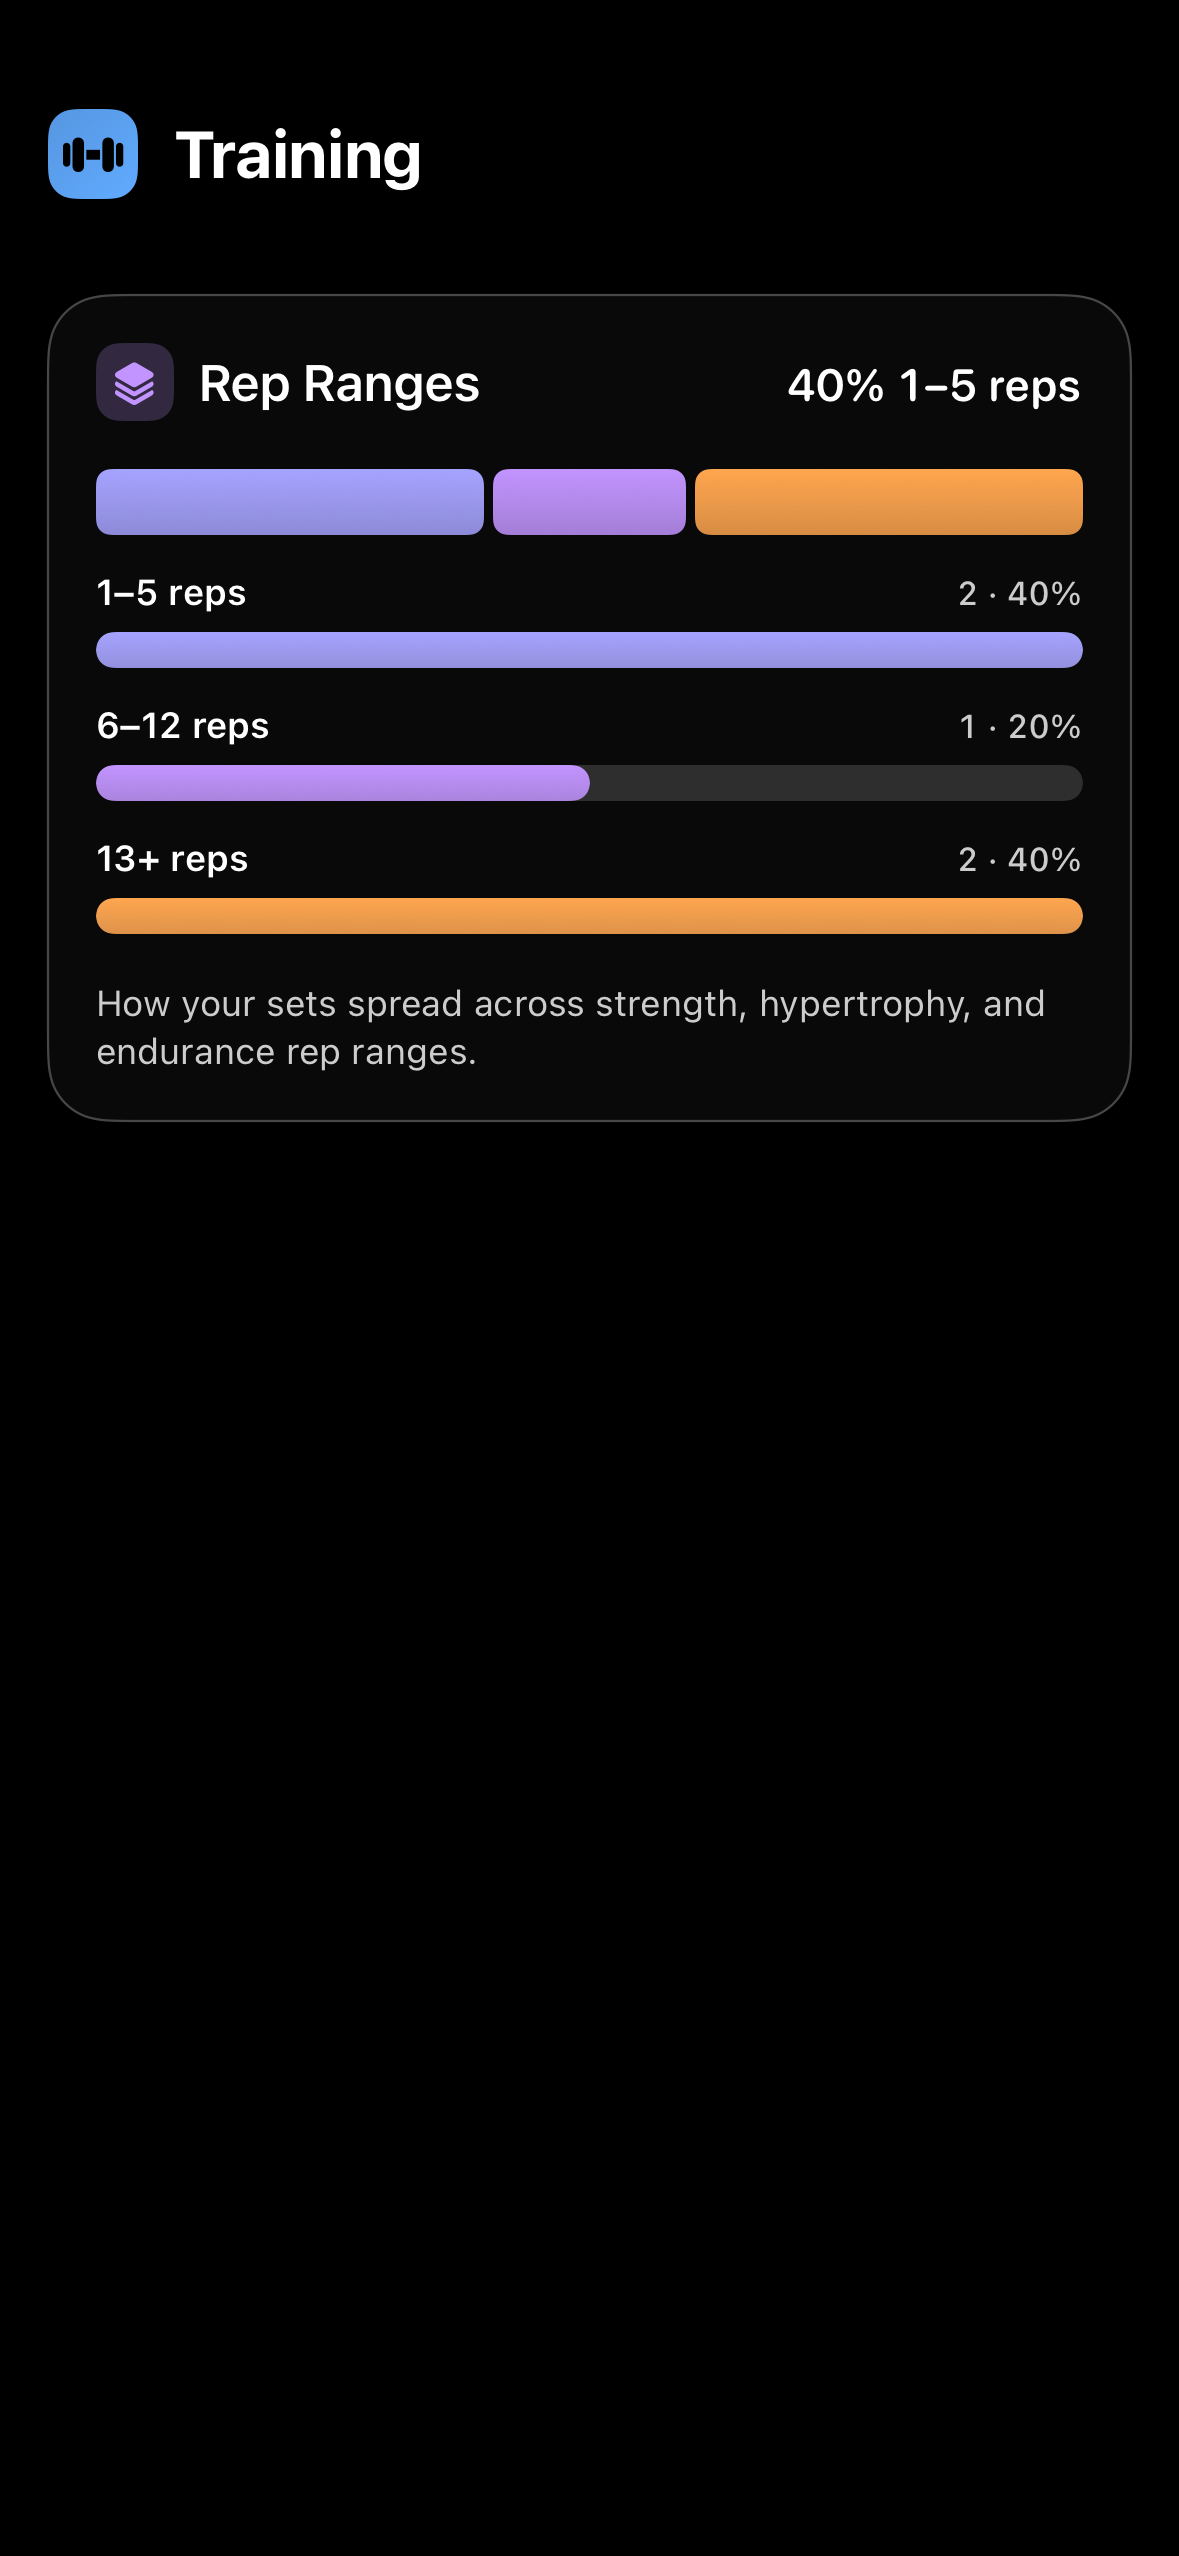 Training
Rep Ranges
40% 1–5 reps
1–5 reps
2 · 40%
6–12 reps
1 · 20%
13+ reps
2 · 40%
How your sets spread across strength, hypertrophy, and
endurance rep ranges.